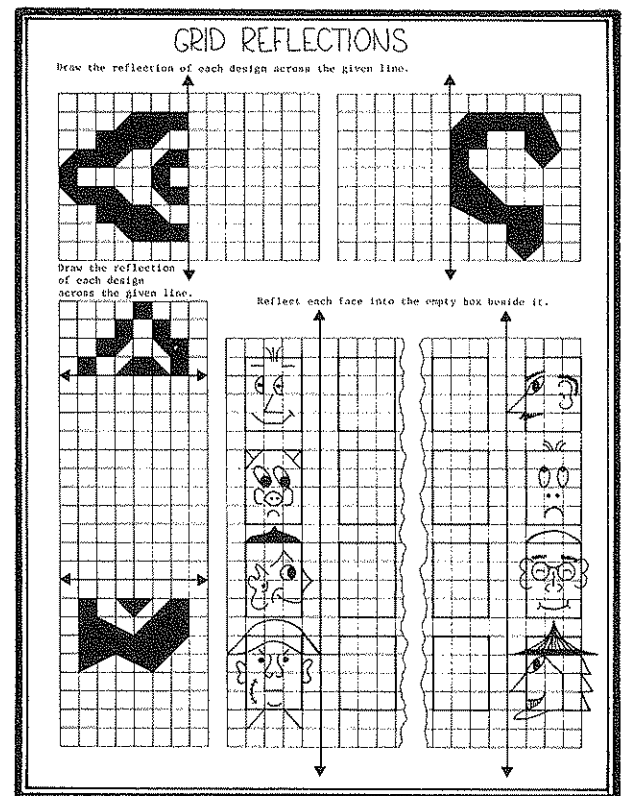 GRID REFLECTIONS
Draw the reflection of each design across the given line.
Draw the reflection
of each design
across the given line.
Reflect each face into the empty box beside it.